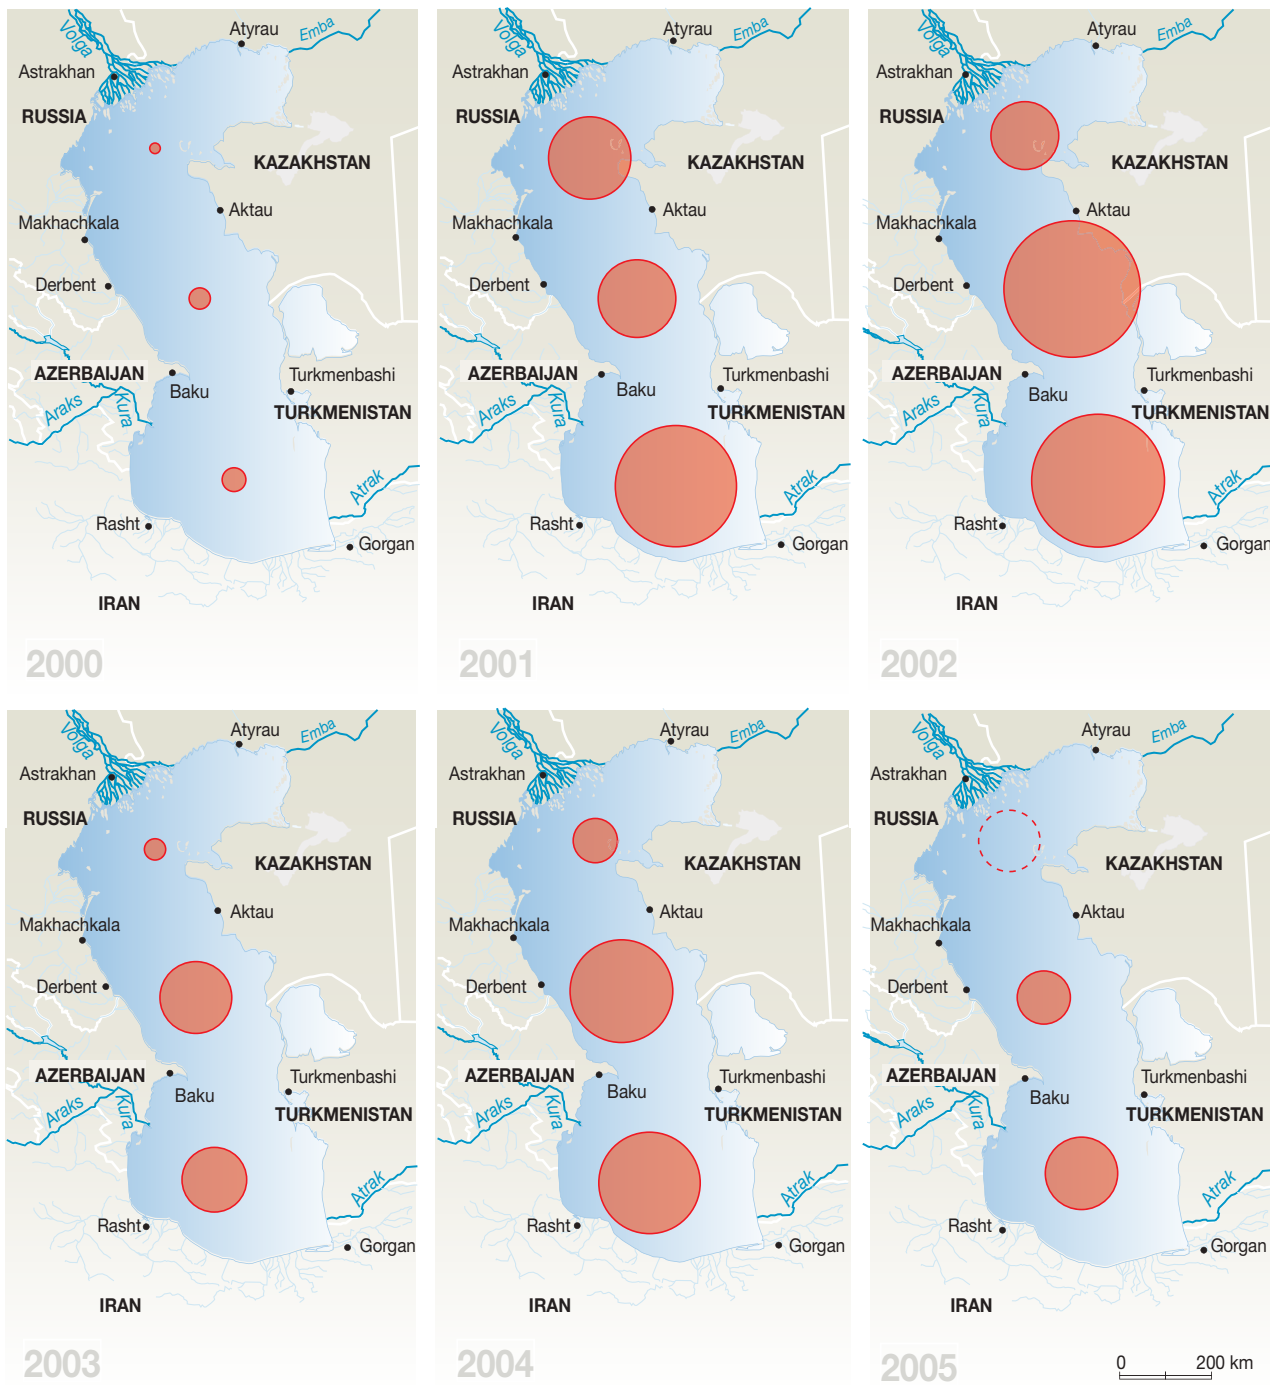 Volga
Atyrau
Emba
Astrakhan
RUSSIA
KAZAKHSTAN
Aktau
Makhachkala
Derbent
AZERBAIJAN
Baku
Turkmenbashi
TURKMENISTAN
Araks
Kura
Atrak
Rasht
Gorgan
IRAN
2000
Volga
Atyrau
Emba
Astrakhan
RUSSIA
KAZAKHSTAN
Aktau
Makhachkala
Derbent
AZERBAIJAN
Baku
Turkmenbashi
TURKMENISTAN
Araks
Kura
Atrak
Rasht
Gorgan
IRAN
2001
Volga
Atyrau
Emba
Astrakhan
RUSSIA
KAZAKHSTAN
Aktau
Makhachkala
Derbent
AZERBAIJAN
Baku
Turkmenbashi
TURKMENISTAN
Araks
Kura
Atrak
Rasht
Gorgan
IRAN
2002
Volga
Atyrau
Emba
Astrakhan
RUSSIA
KAZAKHSTAN
Aktau
Makhachkala
Derbent
AZERBAIJAN
Baku
Turkmenbashi
TURKMENISTAN
Araks
Kura
Atrak
Rasht
Gorgan
IRAN
2003
Volga
Atyrau
Emba
Astrakhan
RUSSIA
KAZAKHSTAN
Aktau
Makhachkala
Derbent
AZERBAIJAN
Baku
Turkmenbashi
TURKMENISTAN
Araks
Kura
Atrak
Rasht
Gorgan
IRAN
2004
Volga
Atyrau
Emba
Astrakhan
RUSSIA
KAZAKHSTAN
Aktau
Makhachkala
Derbent
AZERBAIJAN
Baku
Turkmenbashi
TURKMENISTAN
Araks
Kura
Atrak
Rasht
Gorgan
IRAN
2005
0 200 km